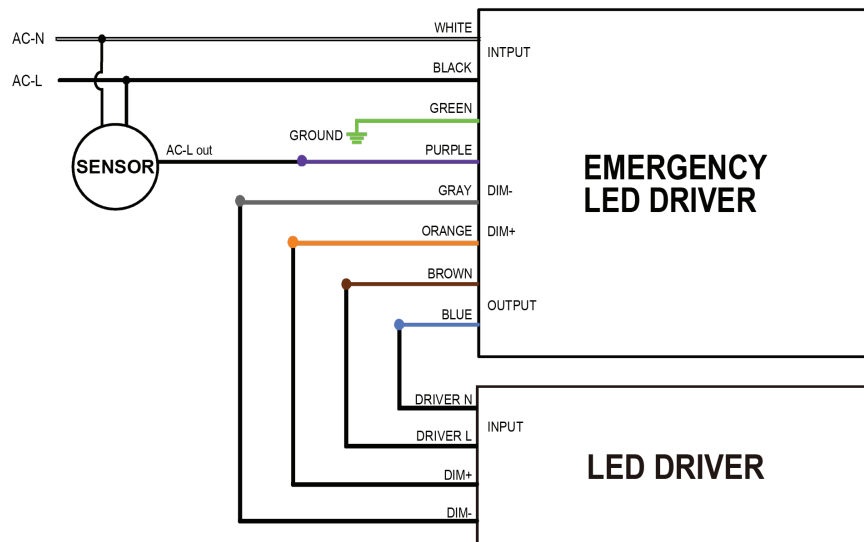 WHITE
AC-N
INTPUT
BLACK
AC-L
GREEN
GROUND
AC-L out
PURPLE
SENSOR
EMERGENCY
LED DRIVER
GRAY
DIM-
ORANGE
DIM+
BROWN
OUTPUT
BLUE
DRIVER N
INPUT
DRIVER L
LED DRIVER
DIM+
DIM-